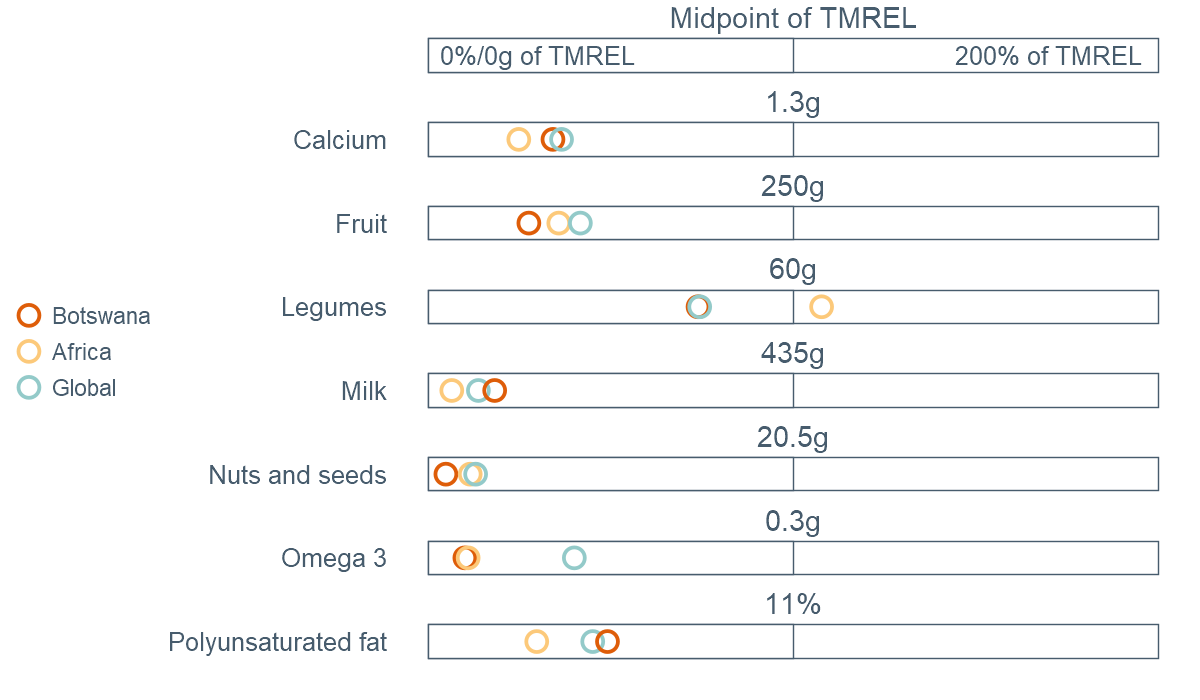 Midpoint of TMREL
0%/0g of TMREL 200% of TMREL
1.3g
Calcium
250g
Fruit
60g
Legumes
Botswana
Africa
Global
435g
Milk
20.5g
Nuts and seeds
0.3g
Omega 3
11%
Polyunsaturated fat